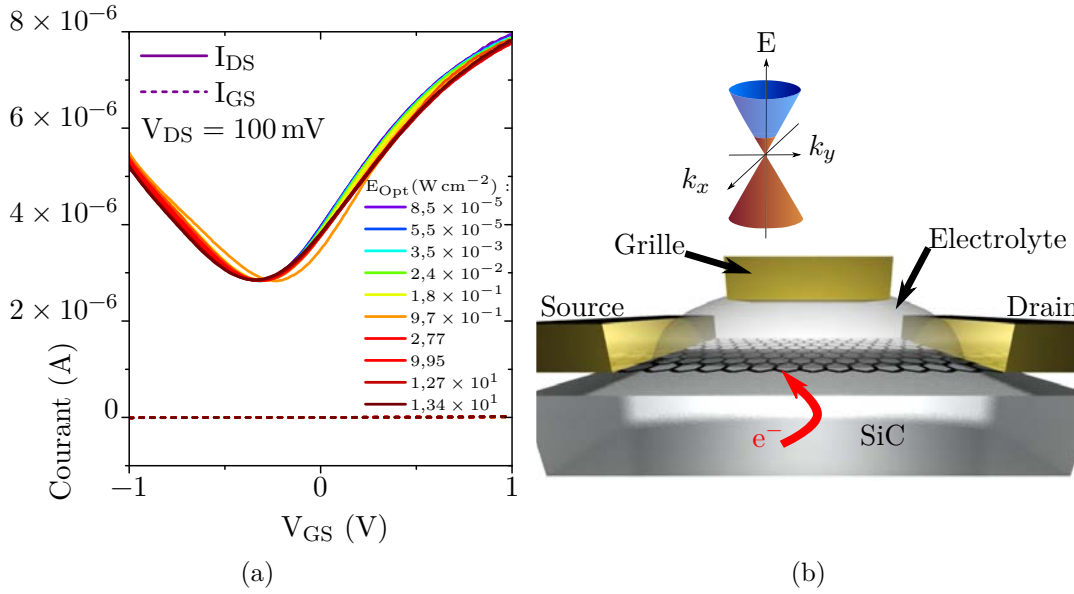 8 × 10⁻⁶
6 × 10⁻⁶
4 × 10⁻⁶
2 × 10⁻⁶
0
Courant (A)
I_DS
I_GS
V_DS = 100 mV
E_Opt(W cm⁻²) :
8,5 × 10⁻⁵
5,5 × 10⁻⁵
3,5 × 10⁻³
2,4 × 10⁻²
1,8 × 10⁻¹
9,7 × 10⁻¹
2,77
9,95
1,27 × 10¹
1,34 × 10¹
−1
0
1
V_GS (V)
(a)
E
k_y
k_x
Grille
Electrolyte
Source
Drain
e⁻
SiC
(b)